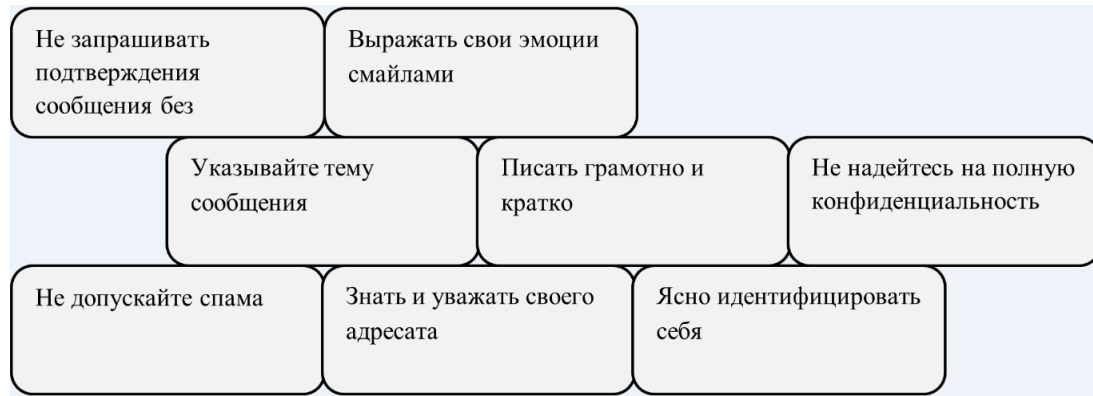 Не запрашивать
подтверждения
сообщения без
Выражать свои эмоции
смайлами
Указывайте тему
сообщения
Писать грамотно и
кратко
Не надейтесь на полную
конфиденциальность
Не допускайте спама
Знать и уважать своего
адресата
Ясно идентифицировать
себя